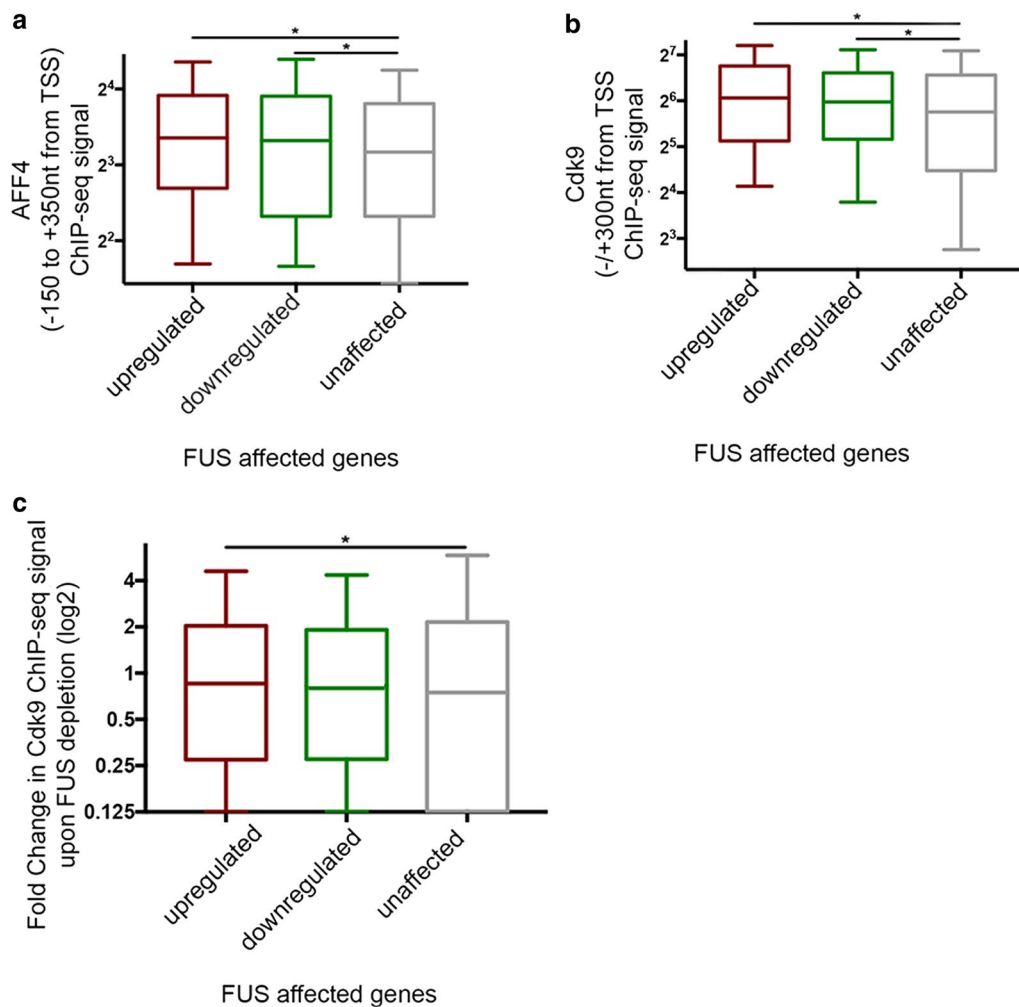 a
*
*
AFF4
(-150 to +350nt from TSS)
ChIP-seq signal
2⁴
2³
2²
upregulated
downregulated
unaffected
FUS affected genes
b
*
*
Cdk9
(-/+300nt from TSS
ChIP-seq signal
2⁷
2⁶
2⁵
2⁴
2³
upregulated
downregulated
unaffected
FUS affected genes
c
*
Fold Change in Cdk9 ChIP-seq signal
upon FUS depletion (log2)
4
2
1
0.5
0.25
0.125
upregulated
downregulated
unaffected
FUS affected genes